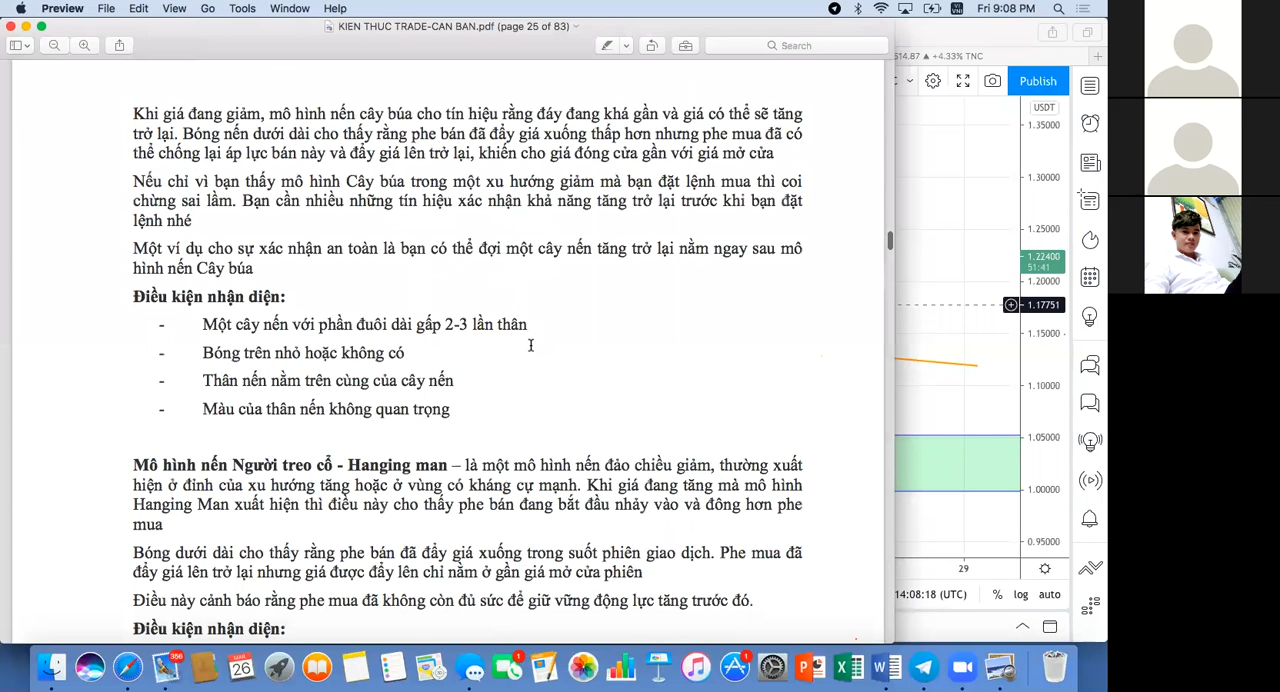 Preview File Edit View Go Tools Window Help
Fri 9:08 PM
KIEN THUC TRADE-CAN BAN.pdf (page 25 of 83)
Search
Khi giá đang giảm, mô hình nến cây búa cho tín hiệu rằng đáy đang khá gần và giá có thể sẽ tăng
trở lại. Bóng nến dưới dài cho thấy rằng phe bán đã đẩy giá xuống thấp hơn nhưng phe mua đã có
thể chống lại áp lực bán này và đẩy giá lên trở lại, khiến cho giá đóng cửa gần với giá mở cửa
Nếu chỉ vì bạn thấy mô hình Cây búa trong một xu hướng giảm mà bạn đặt lệnh mua thì coi
chừng sai lầm. Bạn cần nhiều những tín hiệu xác nhận khả năng tăng trở lại trước khi bạn đặt
lệnh nhé
Một ví dụ cho sự xác nhận an toàn là bạn có thể đợi một cây nến tăng trở lại nằm ngay sau mô
hình nến Cây búa
Điều kiện nhận diện:
- Một cây nến với phần đuôi dài gấp 2-3 lần thân
- Bóng trên nhỏ hoặc không có
- Thân nến nằm trên cùng của cây nến
- Màu của thân nến không quan trọng
Mô hình nến Người treo cổ - Hanging man – là một mô hình nến đảo chiều giảm, thường xuất
hiện ở đỉnh của xu hướng tăng hoặc ở vùng có kháng cự mạnh. Khi giá đang tăng mà mô hình
Hanging Man xuất hiện thì điều này cho thấy phe bán đang bắt đầu nhảy vào và đông hơn phe
mua
Bóng dưới dài cho thấy rằng phe bán đã đẩy giá xuống trong suốt phiên giao dịch. Phe mua đã
đẩy giá lên trở lại nhưng giá được đẩy lên chỉ nằm ở gần giá mở cửa phiên
Điều này cảnh báo rằng phe mua đã không còn đủ sức để giữ vững động lực tăng trước đó.
Điều kiện nhận diện:
514.87 ▲ +4.33% TNC
Publish
USDT
1.35000
1.30000
1.25000
1.22400
51:41
1.20000
1.17751
1.15000
1.10000
1.05000
1.00000
0.95000
29
14:08:18 (UTC) % log auto
356
MAR
26
1
1